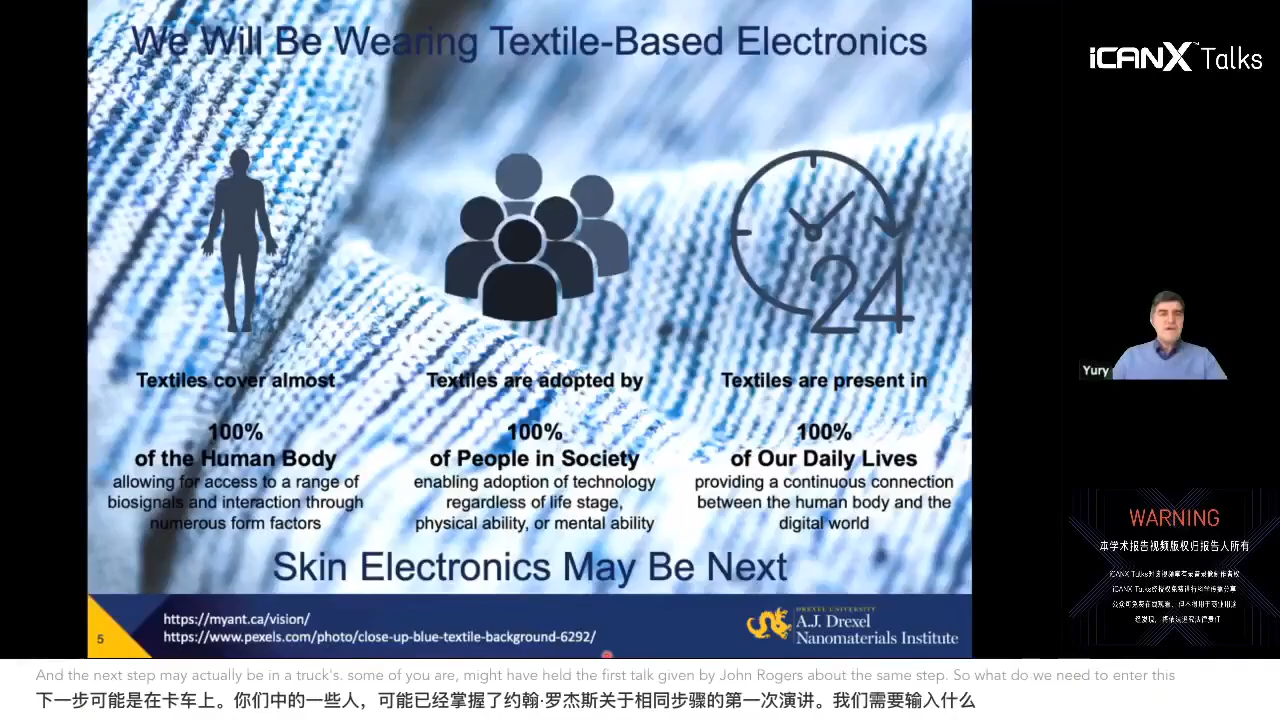 We Will Be Wearing Textile-Based Electronics
iCANX Talks
24
Textiles cover almost
100%
of the Human Body
allowing for access to a range of
biosignals and interaction through
numerous form factors
Textiles are adopted by
100%
of People in Society
enabling adoption of technology
regardless of life stage,
physical ability, or mental ability
Textiles are present in
100%
of Our Daily Lives
providing a continuous connection
between the human body and the
digital world
Skin Electronics May Be Next
5
https://myant.ca/vision/
https://www.pexels.com/photo/close-up-blue-textile-background-6292/
DREXEL UNIVERSITY
A.J. Drexel
Nanomaterials Institute
Yury
WARNING
本学术报告视频版权归报告人所有
And the next step may actually be in a truck's. some of you are, might have held the first talk given by John Rogers about the same step. So what do we need to enter this
下一步可能是在卡车上。你们中的一些人，可能已经掌握了约翰·罗杰斯关于相同步骤的第一次演讲。我们需要输入什么